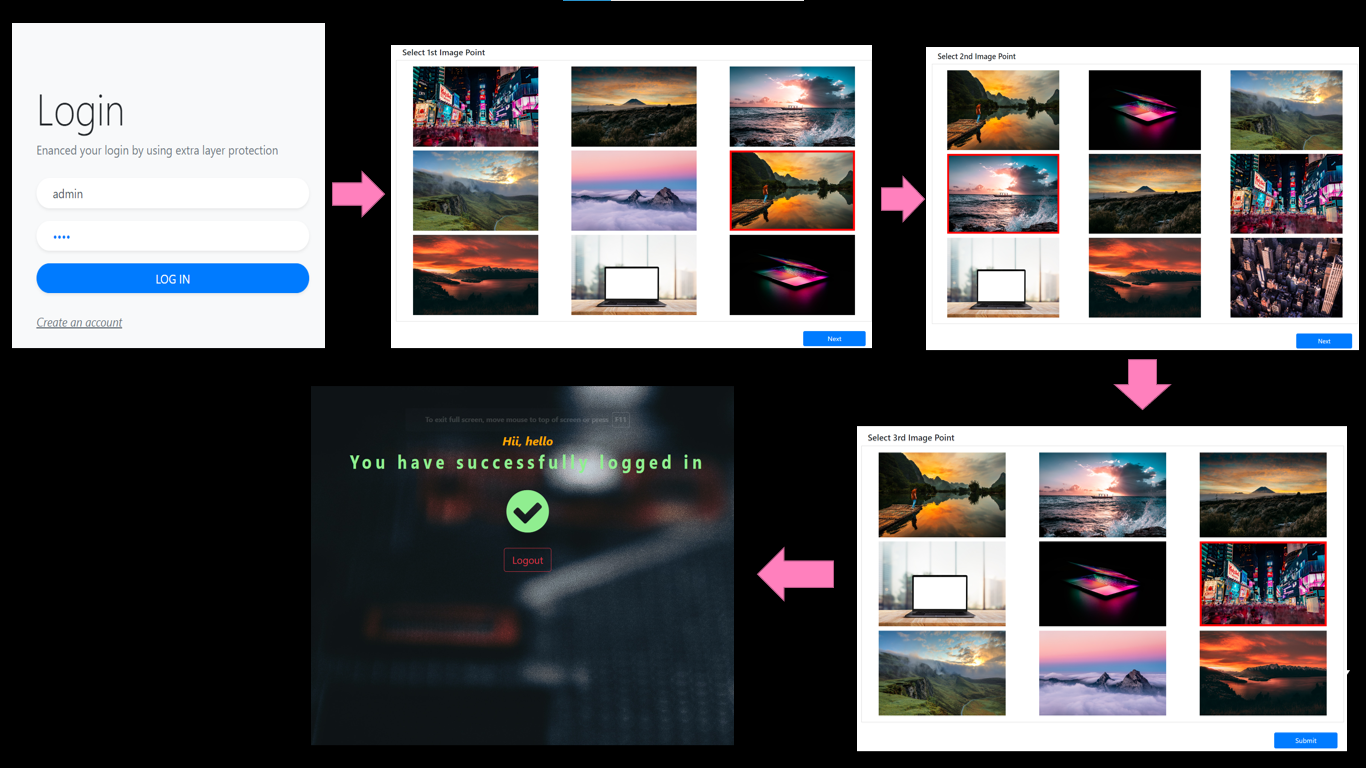 Login
Enanced your login by using extra layer protection
admin
••••
LOG IN
Create an account
Select 1st Image Point
Next
Select 2nd Image Point
Next
Select 3rd Image Point
Submit
To exit full screen, move mouse to top of screen or press F11
Hii, hello
You have successfully logged in
Logout